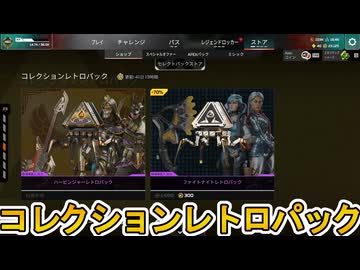 プレイ チャレンジ パス レジェンドロッカー ストア
ショップ スペシャルオファー APEXパック ミシック
セレクトパックストア
コレクションレトロパック
-70%
ハービンジャーレトロパック
ファイトナイトレトロパック
300
コレクションレトロパック